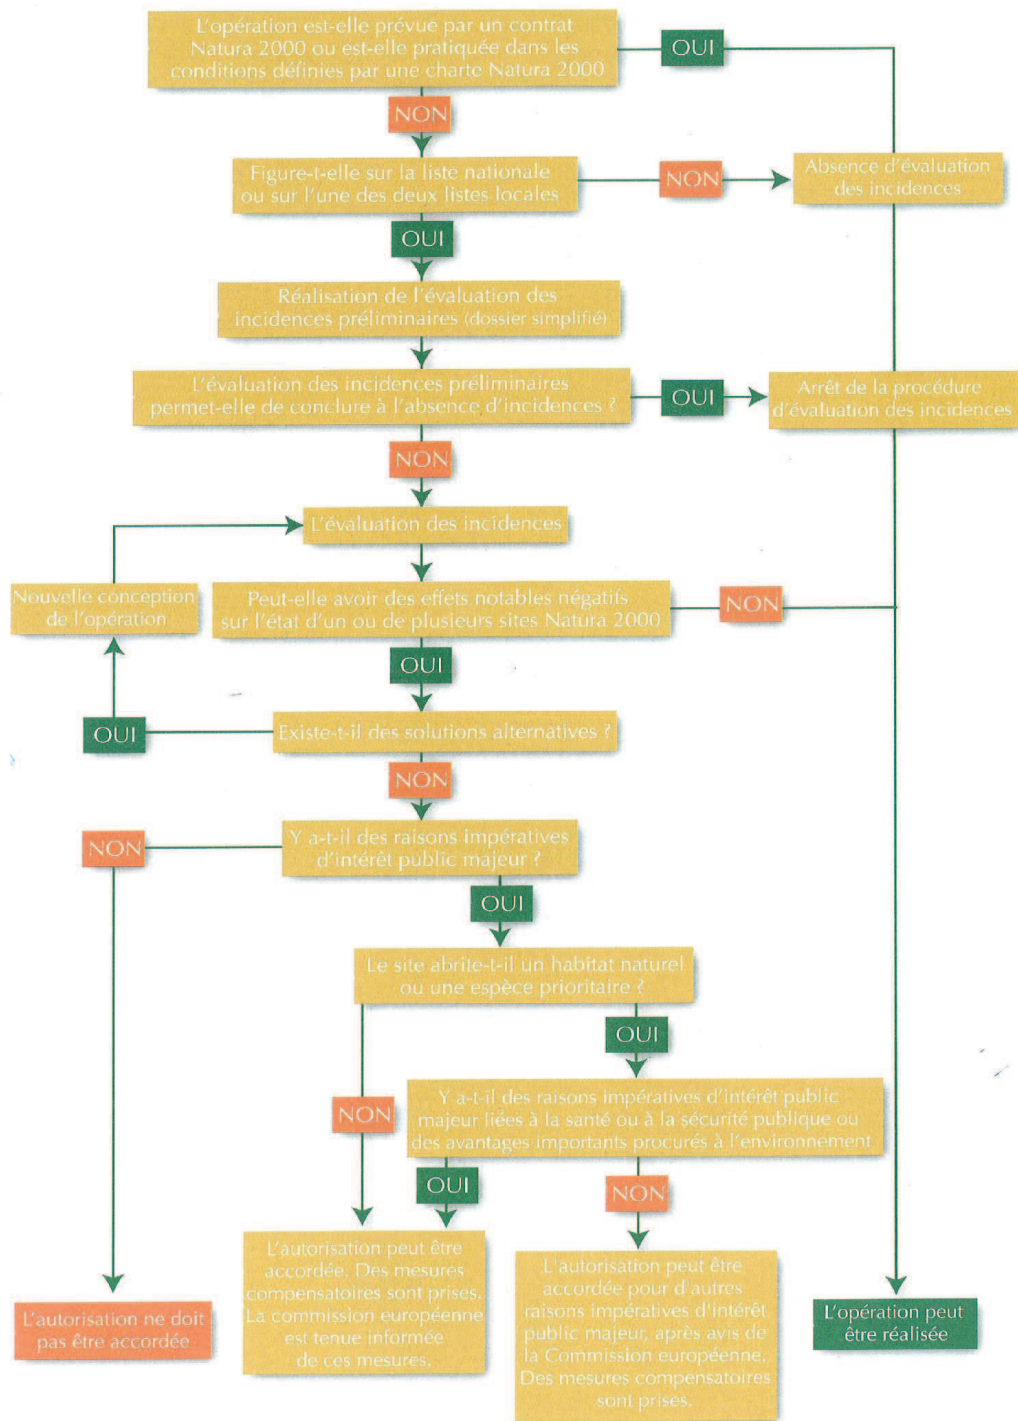 L'opération est-elle prévue par un contrat
Natura 2000 ou est-elle pratiquée dans les
conditions définies par une charte Natura 2000
OUI
NON
Figure-t-elle sur la liste nationale
ou sur l'une des deux listes locales
NON
Absence d'évaluation
des incidences
OUI
Réalisation de l'évaluation des
incidences préliminaires (dossier simplifié)
L'évaluation des incidences préliminaires
permet-elle de conclure à l'absence d'incidences ?
OUI
Arrêt de la procédure
d'évaluation des incidences
NON
L'évaluation des incidences
Nouvelle conception
de l'opération
Peut-elle avoir des effets notables négatifs
sur l'état d'un ou de plusieurs sites Natura 2000
NON
OUI
OUI
Existe-t-il des solutions alternatives ?
NON
NON
Y a-t-il des raisons impératives
d'intérêt public majeur ?
OUI
Le site abrite-t-il un habitat naturel
ou une espèce prioritaire ?
OUI
NON
Y a-t-il des raisons impératives d'intérêt public
majeur liées à la santé ou à la sécurité publique ou
des avantages importants procurés à l'environnement
OUI
NON
L'autorisation ne doit
pas être accordée
L'autorisation peut être
accordée. Des mesures
compensatoires sont prises.
La commission européenne
est tenue informée
de ces mesures.
L'autorisation peut être
accordée pour d'autres
raisons impératives d'intérêt
public majeur, après avis de
la Commission européenne.
Des mesures compensatoires
sont prises.
L'opération peut
être réalisée